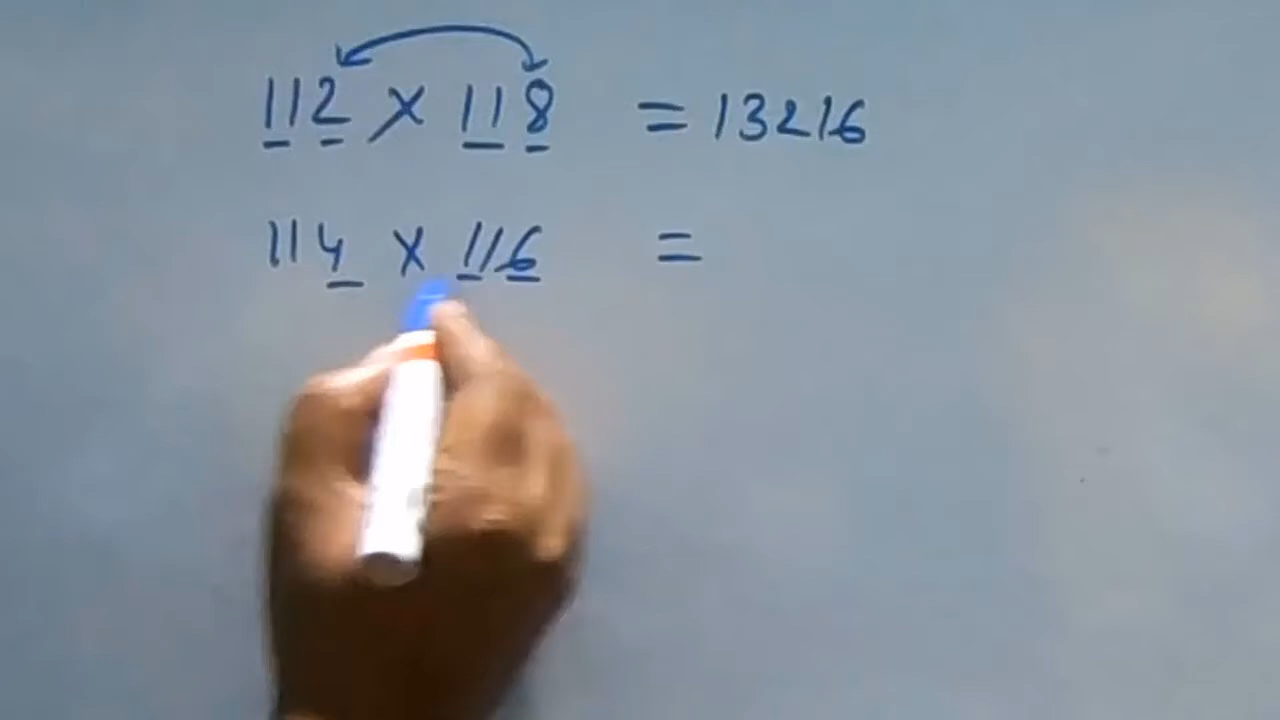 112 × 118 = 13216
114 × 116 =